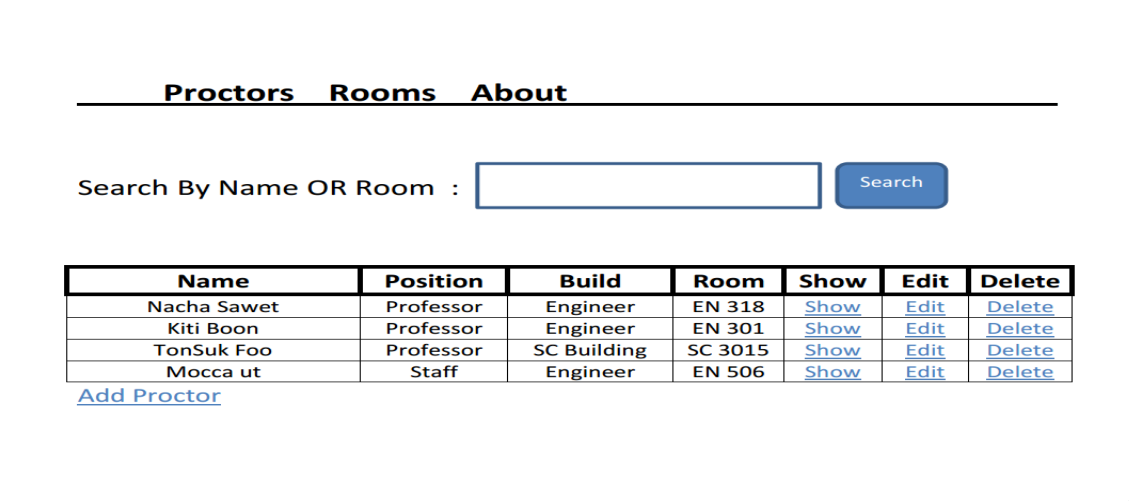 Proctors Rooms About
Search By Name OR Room : Search
Name Position Build Room Show Edit Delete
Nacha Sawet Professor Engineer EN 318 Show Edit Delete
Kiti Boon Professor Engineer EN 301 Show Edit Delete
TonSuk Foo Professor SC Building SC 3015 Show Edit Delete
Mocca ut Staff Engineer EN 506 Show Edit Delete
Add Proctor